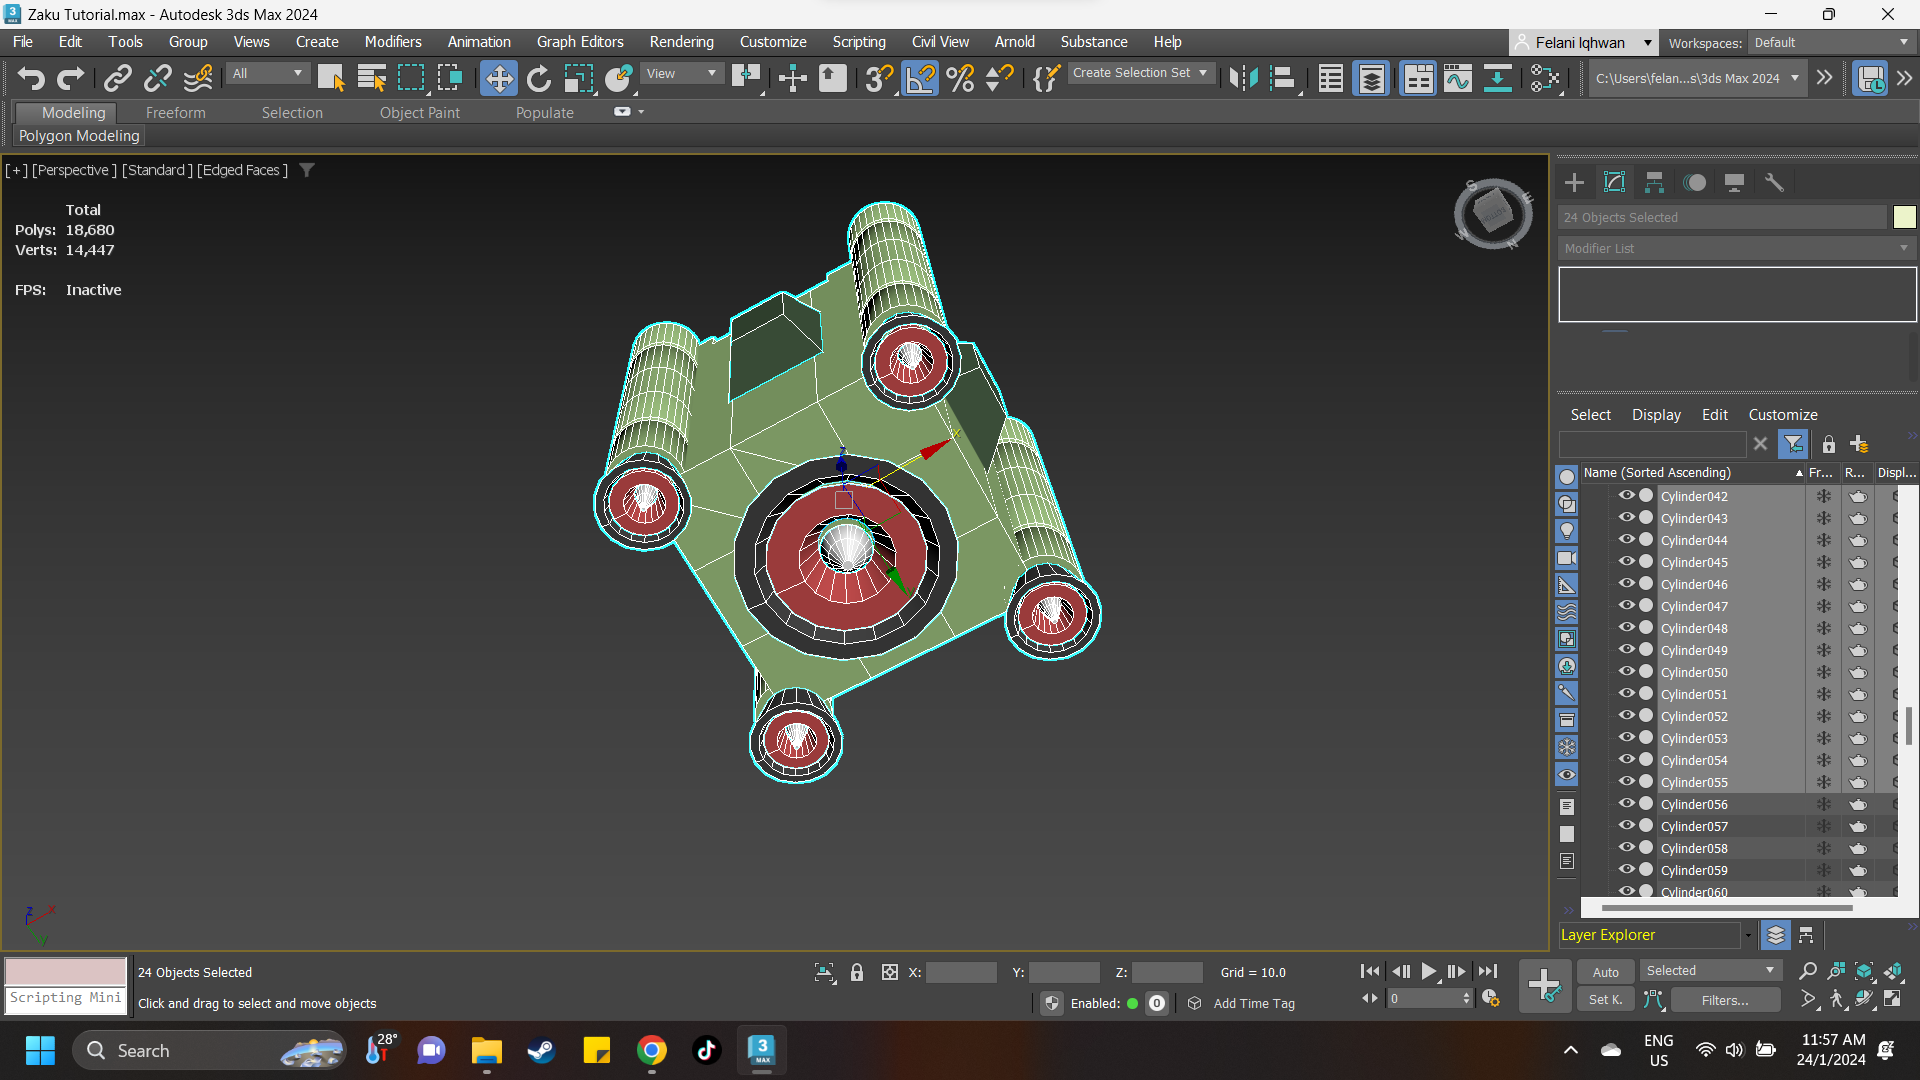 Zaku Tutorial.max - Autodesk 3ds Max 2024
File Edit Tools Group Views Create Modifiers Animation Graph Editors Rendering Customize Scripting Civil View Arnold Substance Help
Felani Iqhwan
Workspaces: Default
All
View
Create Selection Set
C:\Users\felan...s\3ds Max 2024
Modeling Freeform Selection Object Paint Populate
Polygon Modeling
[+] [Perspective ] [Standard ] [Edged Faces ]
Total
Polys: 18,680
Verts: 14,447
FPS: Inactive
24 Objects Selected
Modifier List
Select Display Edit Customize
Name (Sorted Ascending) Fr... R... Displ...
Cylinder042
Cylinder043
Cylinder044
Cylinder045
Cylinder046
Cylinder047
Cylinder048
Cylinder049
Cylinder050
Cylinder051
Cylinder052
Cylinder053
Cylinder054
Cylinder055
Cylinder056
Cylinder057
Cylinder058
Cylinder059
Cylinder060
Layer Explorer
Scripting Mini
24 Objects Selected
Click and drag to select and move objects
X: Y: Z: Grid = 10.0
Enabled: 0 Add Time Tag
0
Auto Selected
Set K. Filters...
Search
28°
ENG
US
11:57 AM
24/1/2024